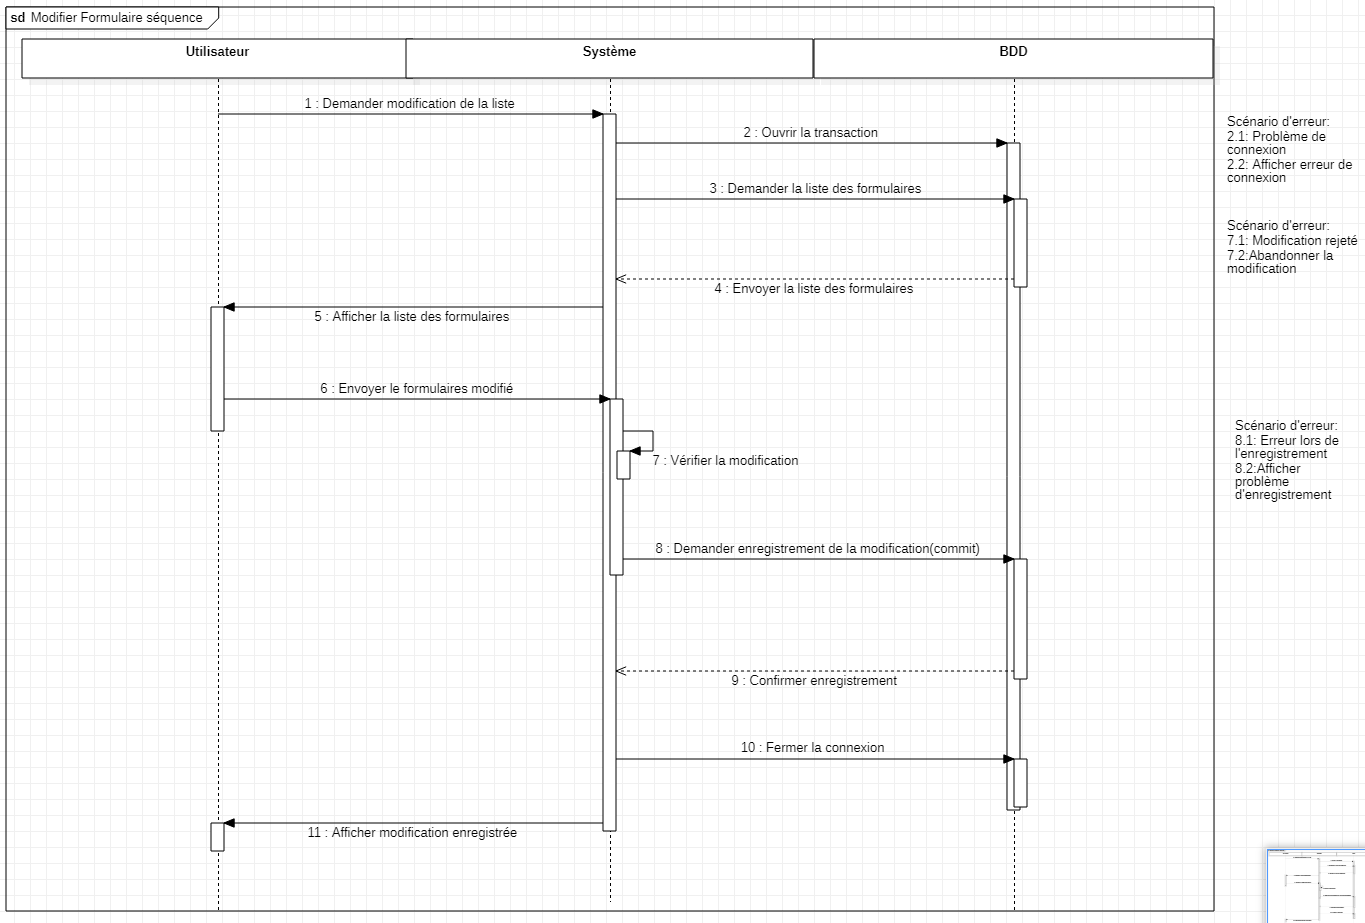 sd Modifier Formulaire séquence
Utilisateur
Système
BDD
1 : Demander modification de la liste
2 : Ouvrir la transaction
3 : Demander la liste des formulaires
4 : Envoyer la liste des formulaires
5 : Afficher la liste des formulaires
6 : Envoyer le formulaires modifié
7 : Vérifier la modification
8 : Demander enregistrement de la modification(commit)
9 : Confirmer enregistrement
10 : Fermer la connexion
11 : Afficher modification enregistrée
Scénario d'erreur:
2.1: Problème de
connexion
2.2: Afficher erreur de
connexion
Scénario d'erreur:
7.1: Modification rejeté
7.2:Abandonner la
modification
Scénario d'erreur:
8.1: Erreur lors de
l'enregistrement
8.2:Afficher
problème
d'enregistrement